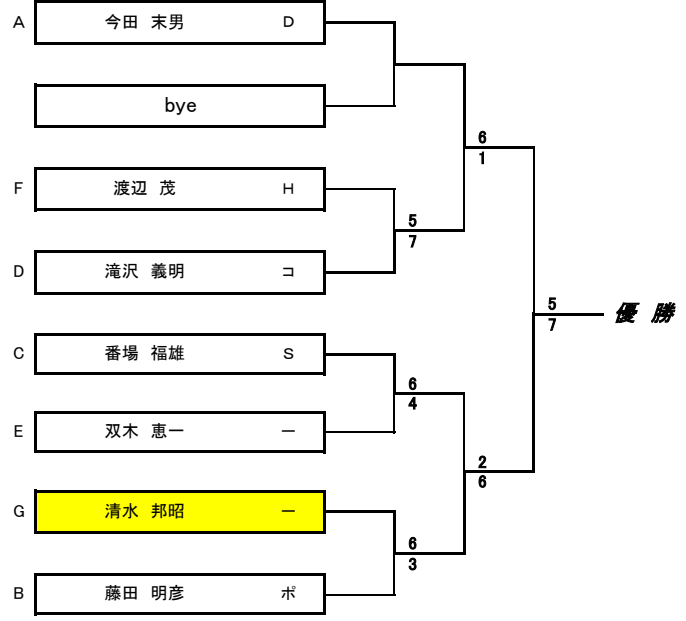 A 今田 末男 D
bye
6
1
F 渡辺 茂 H
5
7
D 滝沢 義明 コ
5
7
優 勝
C 番場 福雄 S
6
4
E 双木 恵一 一
2
6
G 清水 邦昭 一
6
3
B 藤田 明彦 ポ